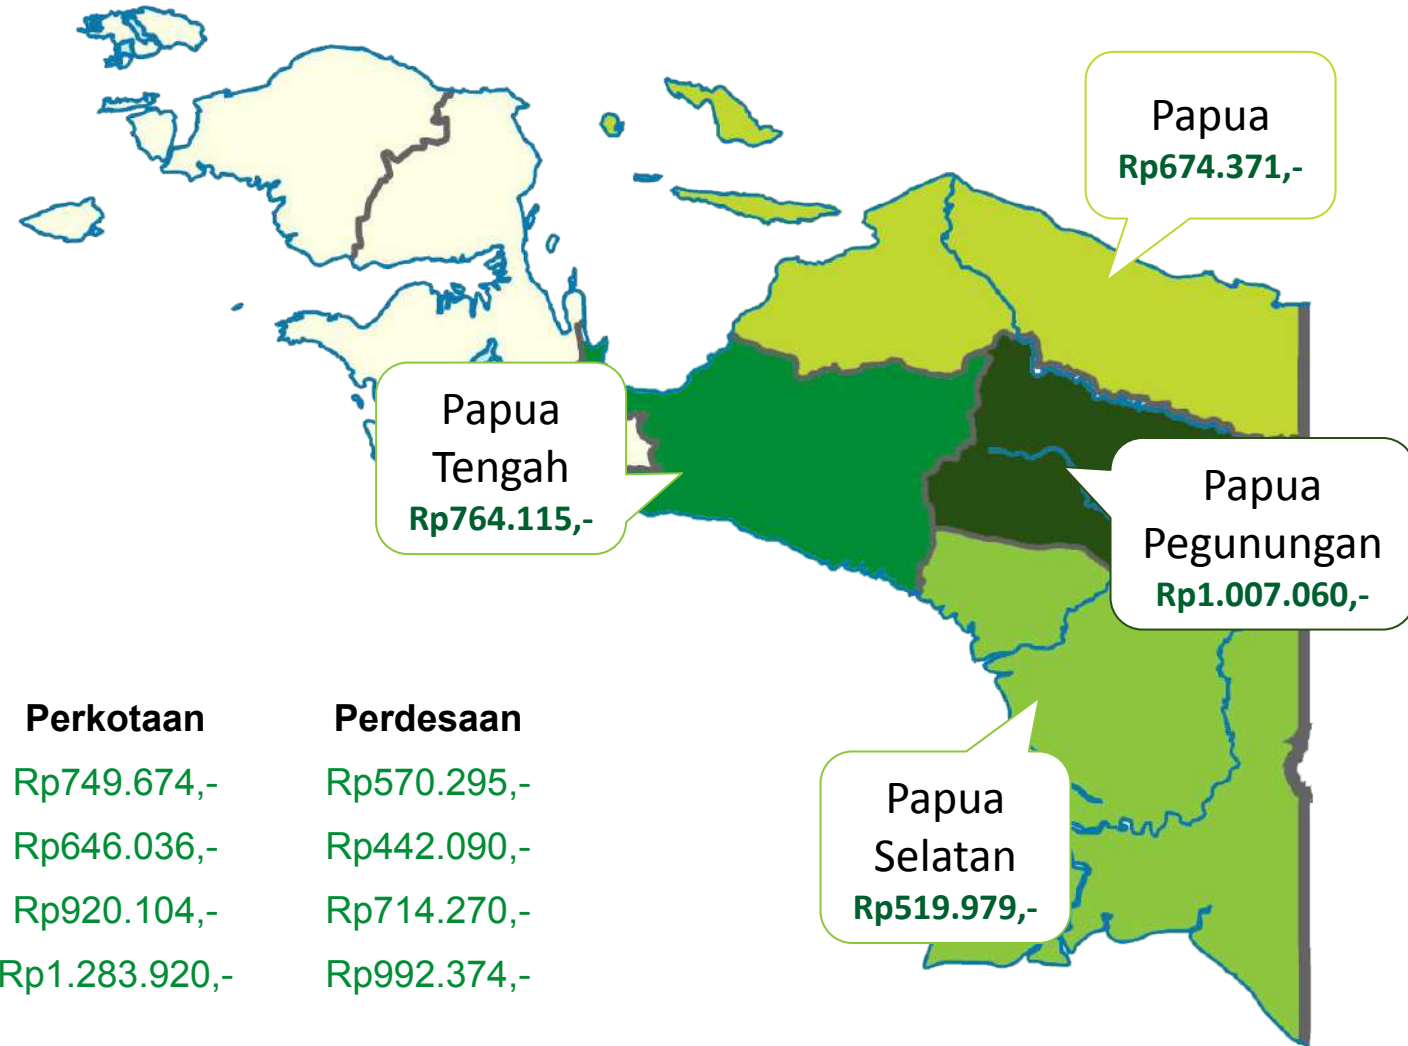 Papua
Rp674.371,-
Papua
Tengah
Rp764.115,-
Papua
Pegunungan
Rp1.007.060,-
Papua
Selatan
Rp519.979,-
Perkotaan Perdesaan
Rp749.674,- Rp570.295,-
Rp646.036,- Rp442.090,-
Rp920.104,- Rp714.270,-
Rp1.283.920,- Rp992.374,-